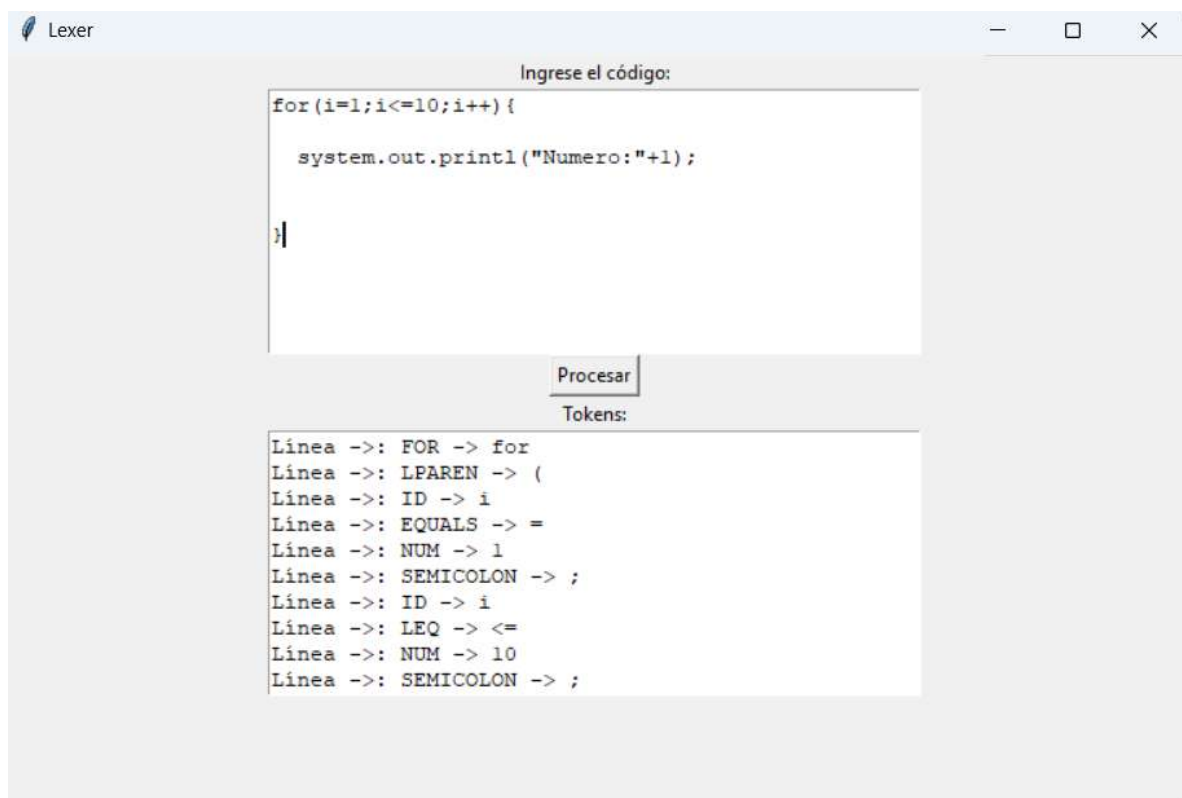 Lexer
Ingrese el código:
for(i=1;i<=10;i++){
system.out.printl("Numero:"+1);
}
Procesar
Tokens:
Línea ->: FOR -> for
Línea ->: LPAREN -> (
Línea ->: ID -> i
Línea ->: EQUALS -> =
Línea ->: NUM -> 1
Línea ->: SEMICOLON -> ;
Línea ->: ID -> i
Línea ->: LEQ -> <=
Línea ->: NUM -> 10
Línea ->: SEMICOLON -> ;